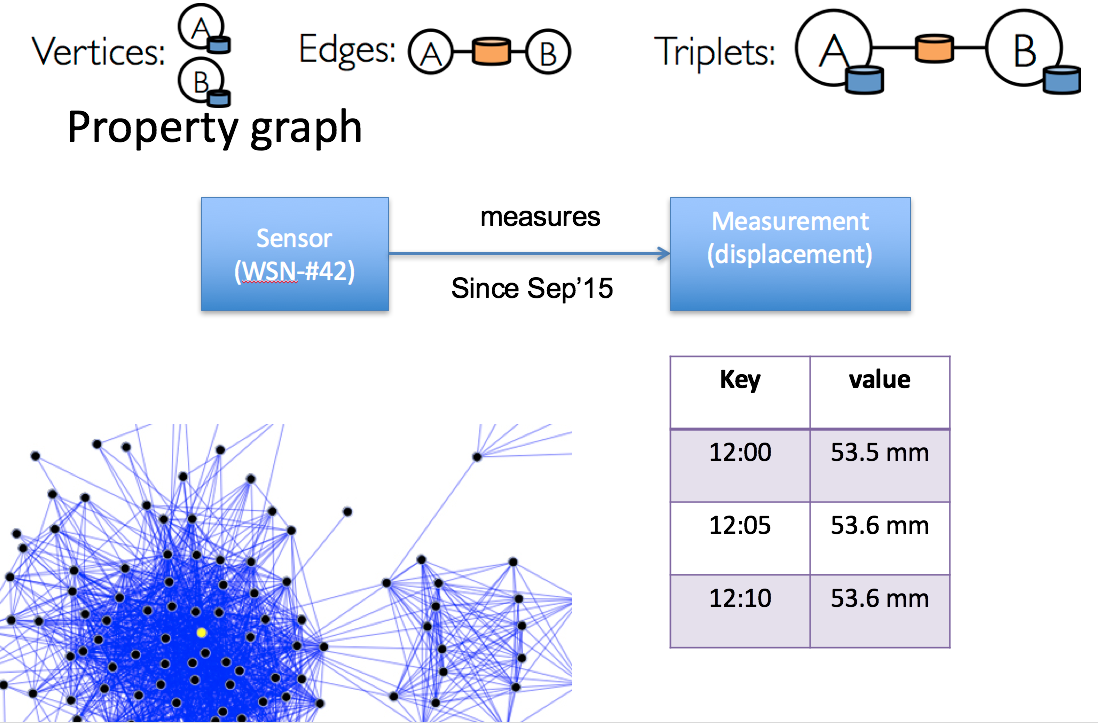 Vertices:
A
B
Edges:
A
B
Triplets:
A
B
Property graph
Sensor
(WSN-#42)
measures
Since Sep’15
Measurement
(displacement)
Key value
12:00 53.5 mm
12:05 53.6 mm
12:10 53.6 mm